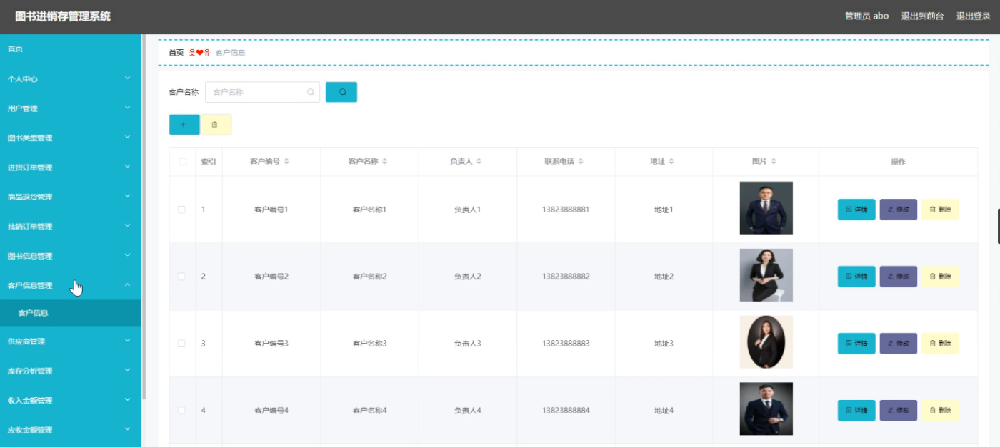 图书进销存管理系统
管理员 abo 退出到前台 退出登录
首页
个人中心
用户管理
图书类型管理
进货订单管理
商品退货管理
批销订单管理
图书信息管理
客户信息管理
客户信息
供应商管理
库存分析管理
收入金额管理
应收金额管理
首页 웃❤유 客户信息
客户名称 客户名称
索引 客户编号 客户名称 负责人 联系电话 地址 图片 操作
1 客户编号1 客户名称1 负责人1 13823888881 地址1 详情 修改 删除
2 客户编号2 客户名称2 负责人2 13823888882 地址2 详情 修改 删除
3 客户编号3 客户名称3 负责人3 13823888883 地址3 详情 修改 删除
4 客户编号4 客户名称4 负责人4 13823888884 地址4 详情 修改 删除